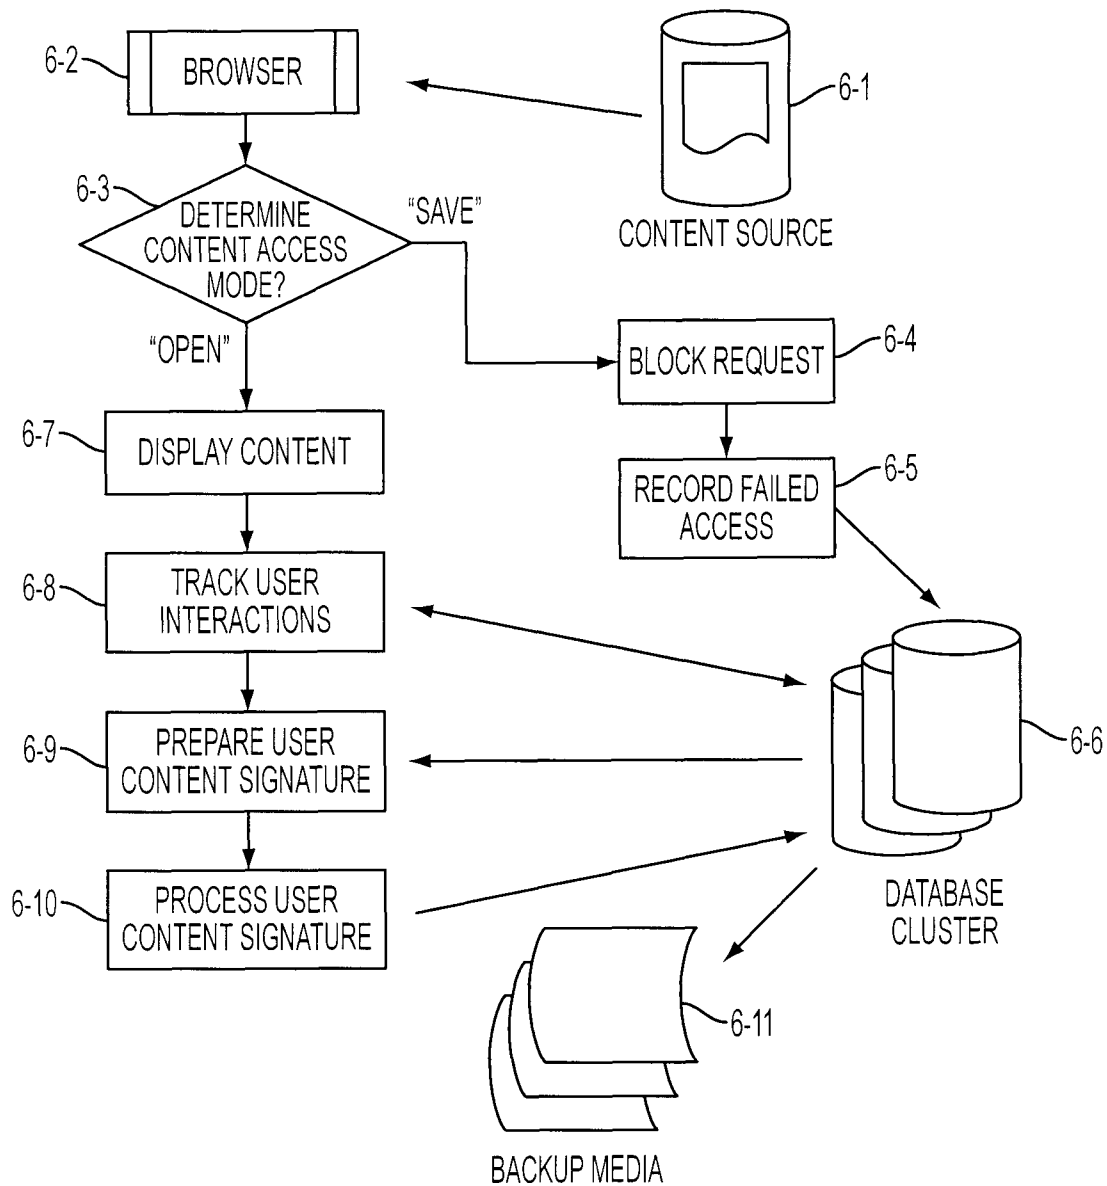 6-2
BROWSER
6-1
CONTENT SOURCE
6-3
DETERMINE
CONTENT ACCESS
MODE?
“SAVE”
“OPEN”
BLOCK REQUEST
6-4
6-7
DISPLAY CONTENT
RECORD FAILED
ACCESS
6-5
6-8
TRACK USER
INTERACTIONS
6-9
PREPARE USER
CONTENT SIGNATURE
6-6
6-10
PROCESS USER
CONTENT SIGNATURE
DATABASE
CLUSTER
6-11
BACKUP MEDIA